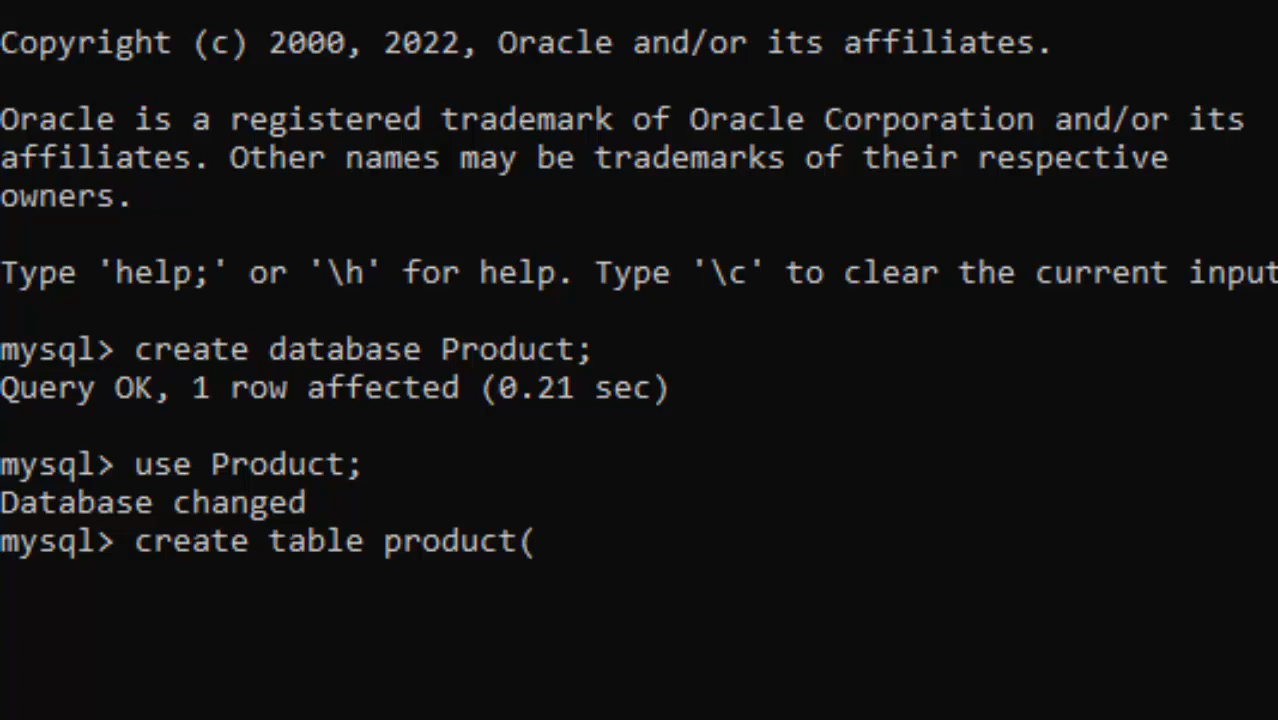 Copyright (c) 2000, 2022, Oracle and/or its affiliates.
Oracle is a registered trademark of Oracle Corporation and/or its
affiliates. Other names may be trademarks of their respective
owners.
Type 'help;' or '\h' for help. Type '\c' to clear the current input
mysql> create database Product;
Query OK, 1 row affected (0.21 sec)
mysql> use Product;
Database changed
mysql> create table product(